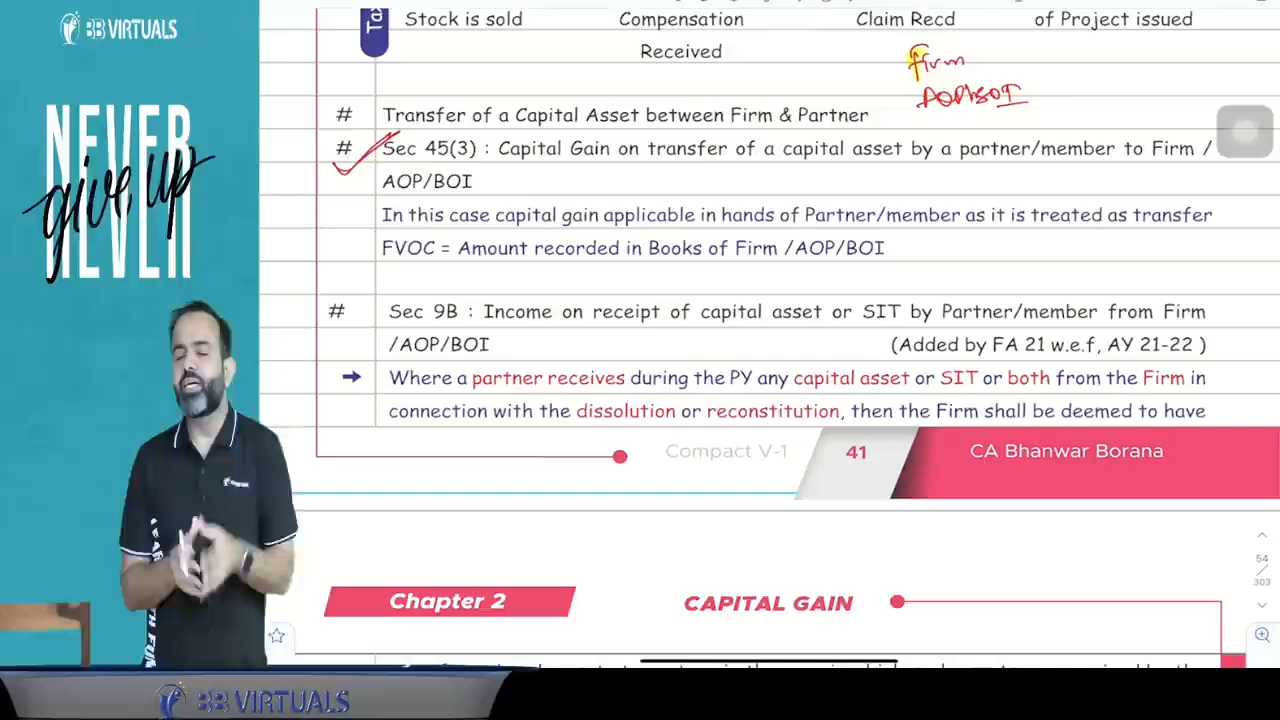 BB VIRTUALS
NEVER
give up
NEVER
Tax
Stock is sold
Compensation
Received
Claim Recd
of Project issued
Firm
AOP/BOI
# Transfer of a Capital Asset between Firm & Partner
# Sec 45(3) : Capital Gain on transfer of a capital asset by a partner/member to Firm /
AOP/BOI
In this case capital gain applicable in hands of Partner/member as it is treated as transfer
FVOC = Amount recorded in Books of Firm /AOP/BOI
# Sec 9B : Income on receipt of capital asset or SIT by Partner/member from Firm
/AOP/BOI (Added by FA 21 w.e.f, AY 21-22 )
→ Where a partner receives during the PY any capital asset or SIT or both from the Firm in
connection with the dissolution or reconstitution, then the Firm shall be deemed to have
Compact V-1 41 CA Bhanwar Borana
54
/
303
Chapter 2 CAPITAL GAIN
BB VIRTUALS